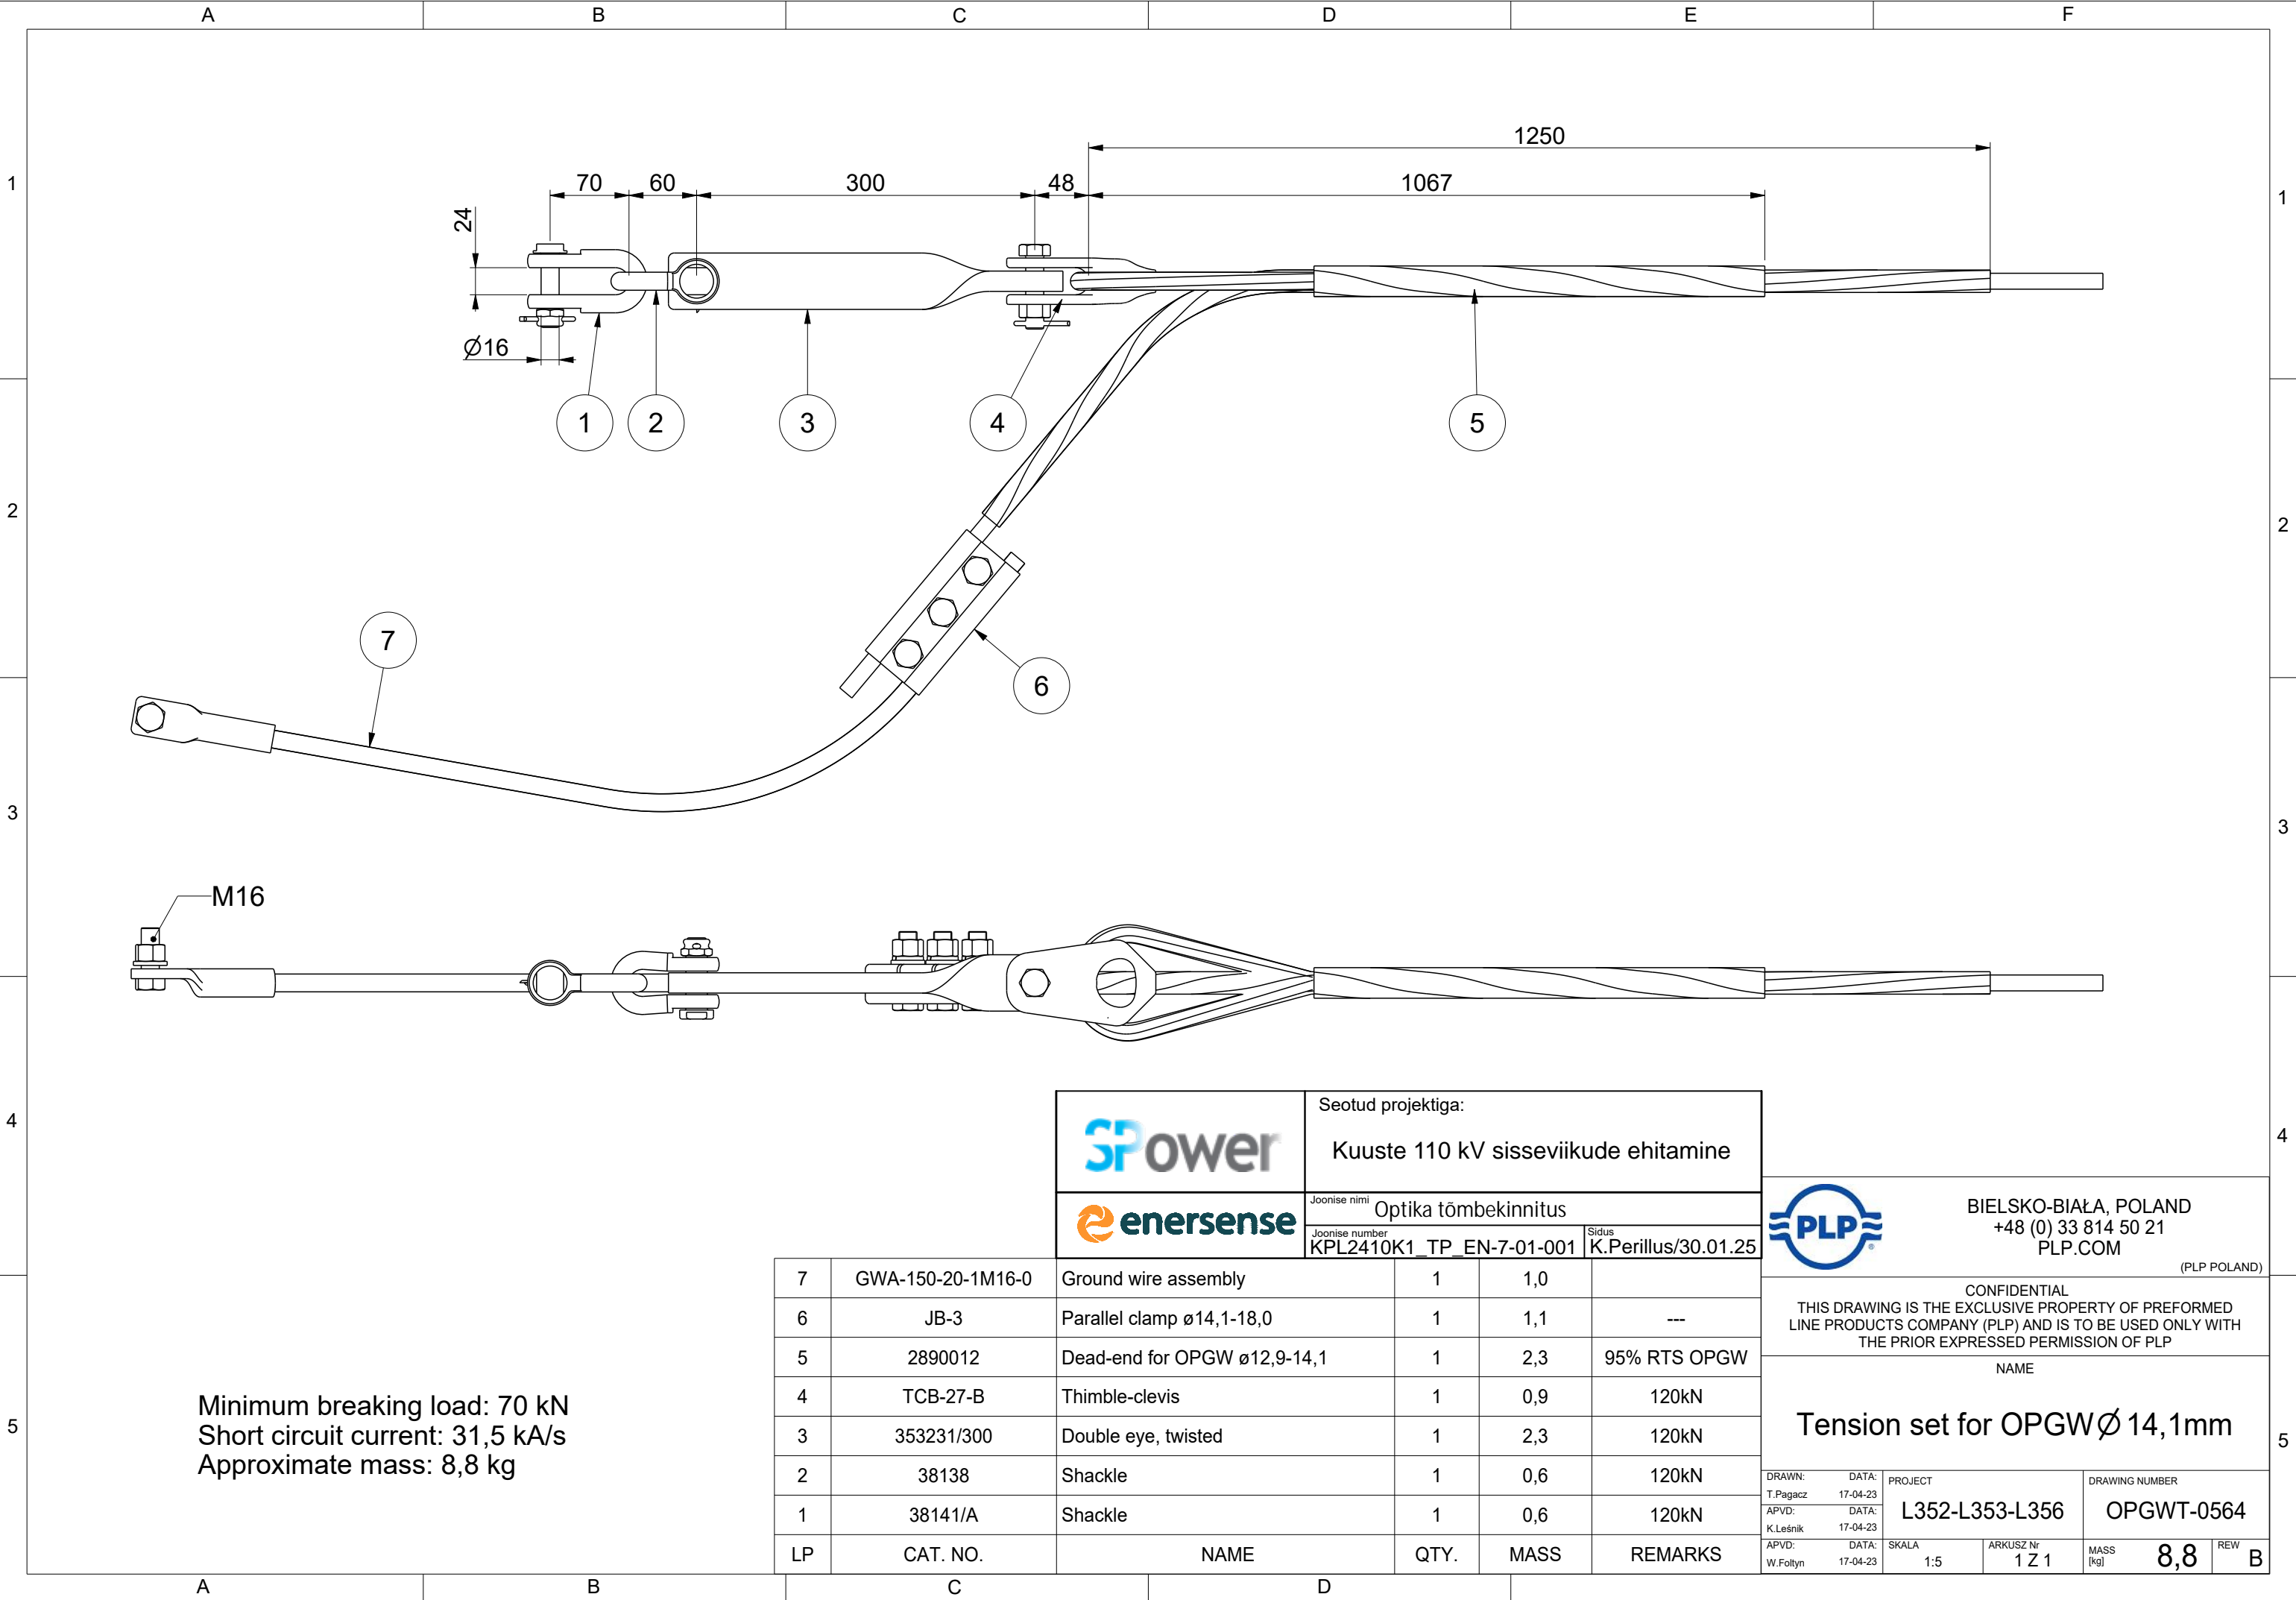 A B C D E F
1250
70 60 300 48 1067
1 1
24
Ø16
1 2 3 4 5
2 2
7
6
3 3
M16
4 4
SPower
Seotud projektiga:
Kuuste 110 kV sisseviikude ehitamine
enersense
Joonise nimi Optika tõmbekinnitus
Joonise number Sidus
KPL2410K1_TP_EN-7-01-001 K.Perillus/30.01.25
PLP
®
BIELSKO-BIAŁA, POLAND
+48 (0) 33 814 50 21
PLP.COM
(PLP POLAND)
CONFIDENTIAL
THIS DRAWING IS THE EXCLUSIVE PROPERTY OF PREFORMED
LINE PRODUCTS COMPANY (PLP) AND IS TO BE USED ONLY WITH
THE PRIOR EXPRESSED PERMISSION OF PLP
7 GWA-150-20-1M16-0 Ground wire assembly 1 1,0
6 JB-3 Parallel clamp ø14,1-18,0 1 1,1 ---
5 2890012 Dead-end for OPGW ø12,9-14,1 1 2,3 95% RTS OPGW
4 TCB-27-B Thimble-clevis 1 0,9 120kN
3 353231/300 Double eye, twisted 1 2,3 120kN
2 38138 Shackle 1 0,6 120kN
1 38141/A Shackle 1 0,6 120kN
LP CAT. NO. NAME QTY. MASS REMARKS
NAME
Tension set for OPGWØ 14,1mm
5 5
Minimum breaking load: 70 kN
Short circuit current: 31,5 kA/s
Approximate mass: 8,8 kg
DRAWN: DATA:
T.Pagacz 17-04-23
APVD: DATA:
K.Leśnik 17-04-23
APVD: DATA:
W.Foltyn 17-04-23
PROJECT
L352-L353-L356
DRAWING NUMBER
OPGWT-0564
SKALA
1:5
ARKUSZ Nr
1 Z 1
MASS
[kg] 8,8
REW B
A B C D